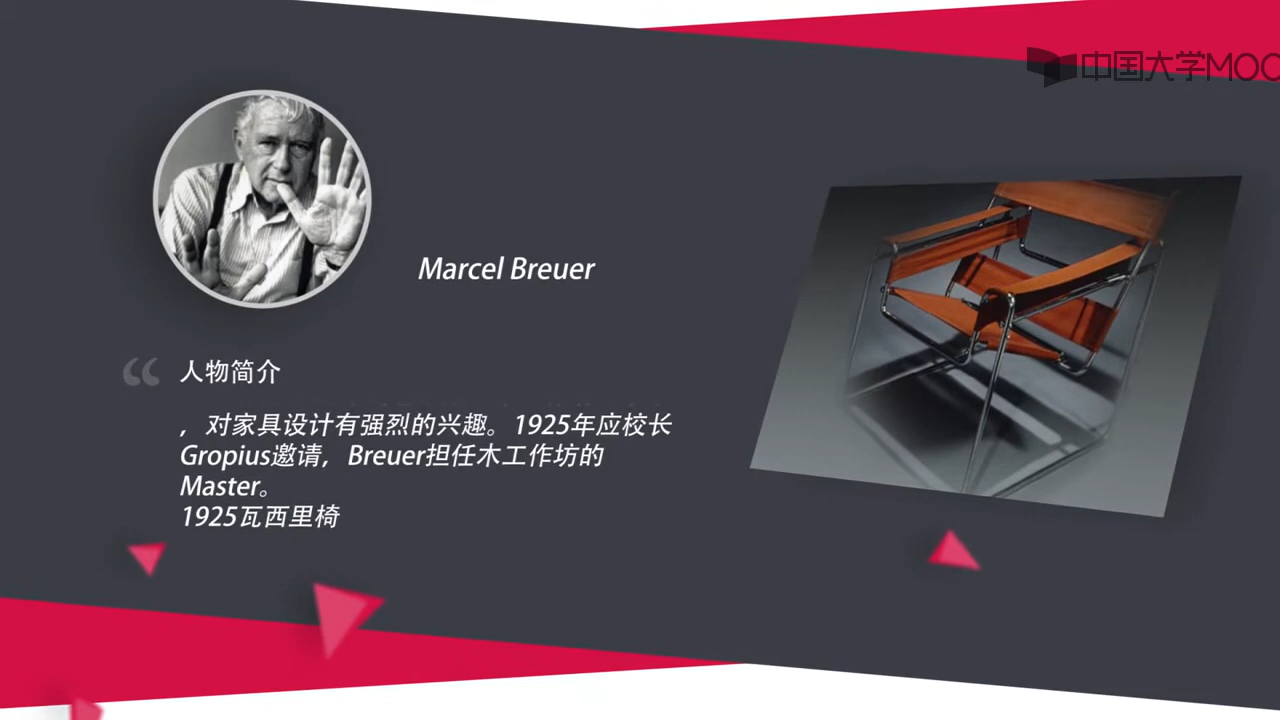 中国大学MOO
Marcel Breuer
人物简介
，对家具设计有强烈的兴趣。1925年应校长
Gropius邀请，Breuer担任木工作坊的
Master。
1925瓦西里椅